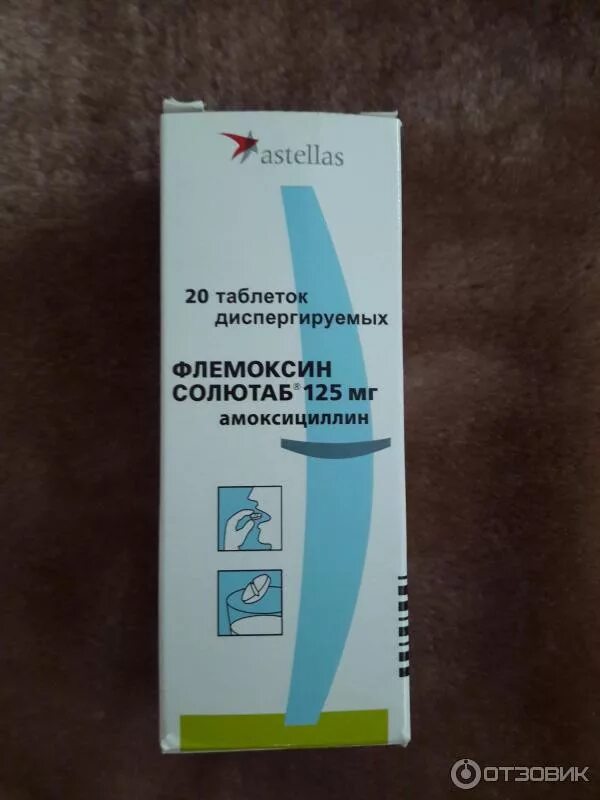 astellas
20 таблеток
диспергируемых
ФЛЕМОКСИН
СОЛЮТАБ® 125 мг
амоксициллин
ОТЗОВИК